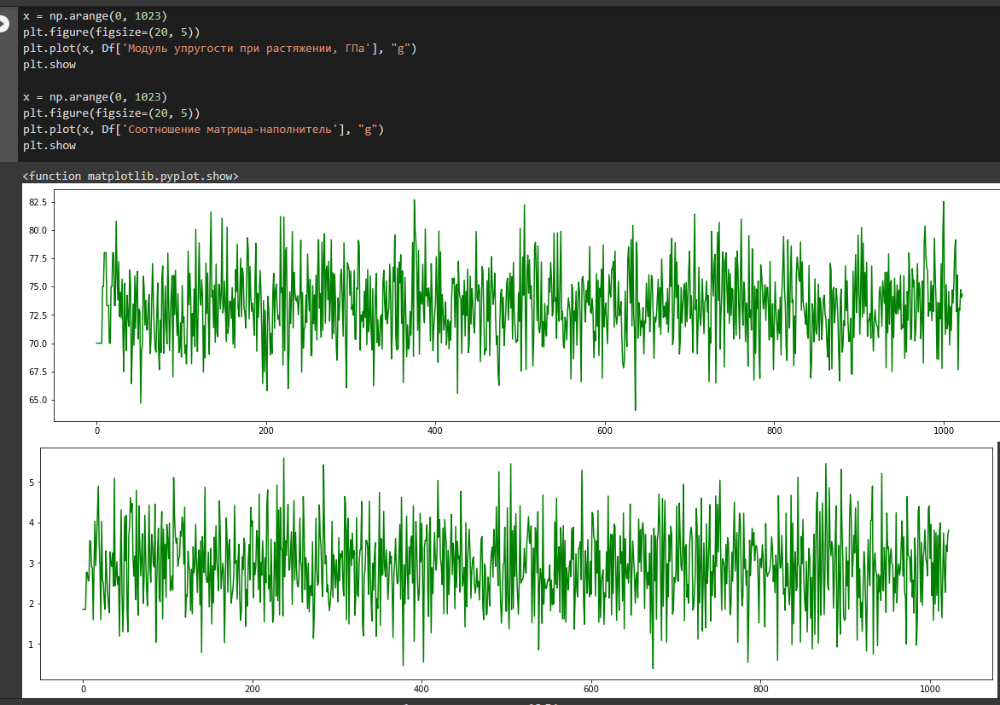 x = np.arange(0, 1023)
plt.figure(figsize=(20, 5))
plt.plot(x, Df['Модуль упругости при растяжении, ГПа'], "g")
plt.show
x = np.arange(0, 1023)
plt.figure(figsize=(20, 5))
plt.plot(x, Df['Соотношение матрица-наполнитель'], "g")
plt.show
<function matplotlib.pyplot.show>
82.5
80.0
77.5
75.0
72.5
70.0
67.5
65.0
0 200 400 600 800 1000
5
4
3
2
1
0 200 400 600 800 1000